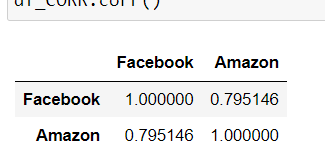 df_CORR.corr()
Facebook Amazon
Facebook 1.000000 0.795146
Amazon 0.795146 1.000000